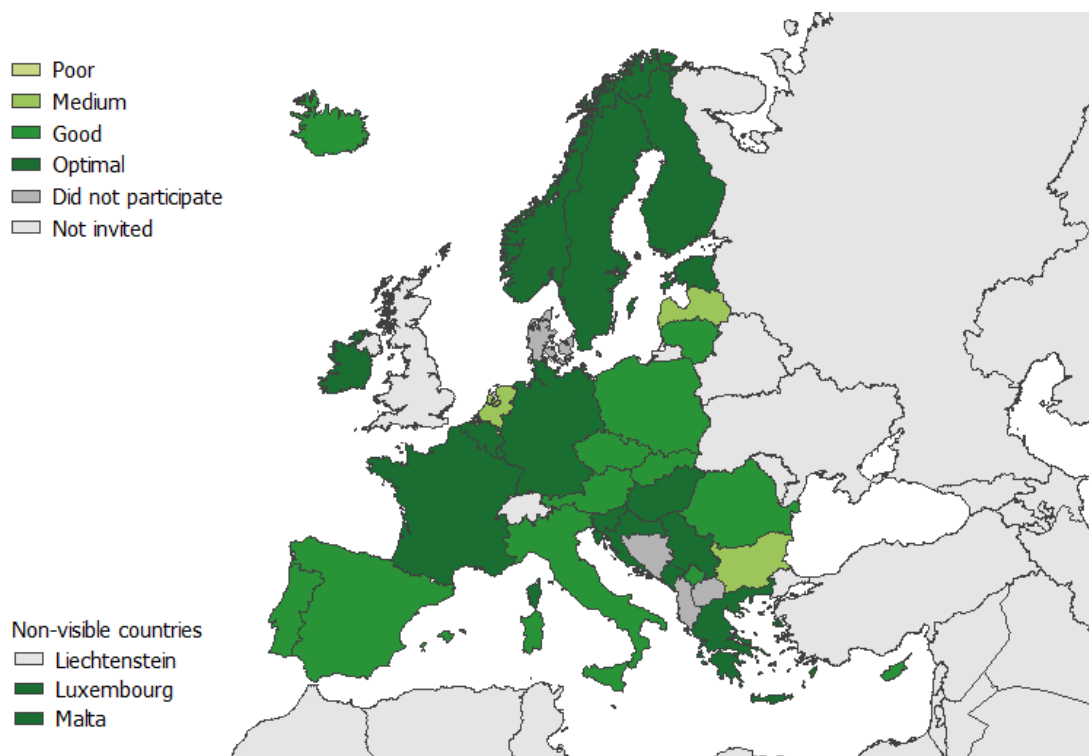 Poor
Medium
Good
Optimal
Did not participate
Not invited
Non-visible countries
Liechtenstein
Luxembourg
Malta